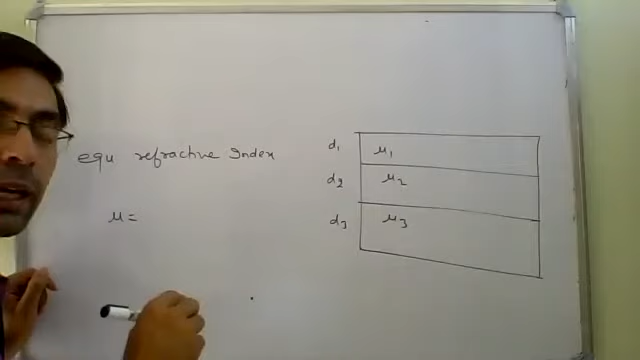 equ refractive Index
μ=
d₁ μ₁
d₂ μ₂
d₃ μ₃